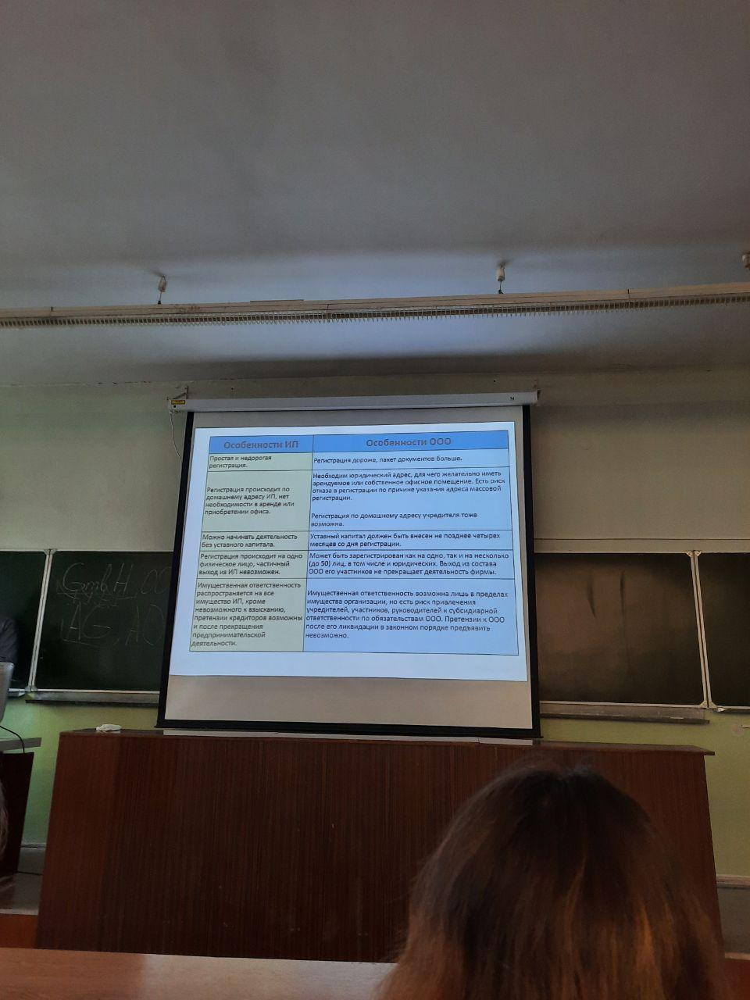 Особенности ИП
Особенности ООО
Простая и недорогая
регистрация.
Регистрация дороже, пакет документов больше.
Регистрация происходит по
домашнему адресу ИП, нет
необходимости в аренде или
приобретении офиса.
Необходим юридический адрес, для чего желательно иметь
арендуемое или собственное офисное помещение. Есть риск
отказа в регистрации по причине указания адреса массовой
регистрации.
Регистрация по домашнему адресу учредителя тоже
возможна.
Можно начинать деятельность
без уставного капитала.
Уставный капитал должен быть внесен не позднее четырех
месяцев со дня регистрации.
Регистрация происходит на одно
физическое лицо, частичный
выход из ИП невозможен.
Может быть зарегистрирован как на одно, так и на несколько
(до 50) лиц, в том числе и юридических. Выход из состава
ООО его участников не прекращает деятельность фирмы.
Имущественная ответственность
распространяется на все
имущество ИП, кроме
невозможного к взысканию,
претензии кредиторов возможны
и после прекращения
предпринимательской
деятельности.
Имущественная ответственность возможна лишь в пределах
имущества организации, но есть риск привлечения
учредителей, участников, руководителей к субсидиарной
ответственности по обязательствам ООО. Претензии к ООО
после его ликвидации в законном порядке предъявить
невозможно.
GmbH ОО
AG АО